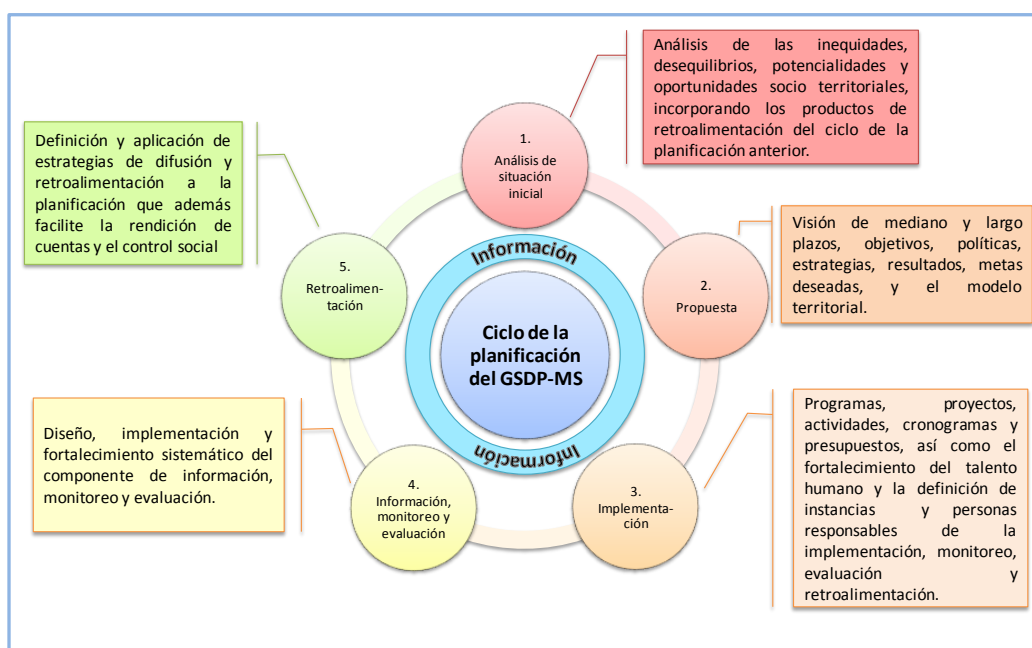 1.
Análisis de
situación
inicial
Análisis de las inequidades,
desequilibrios, potencialidades y
oportunidades socio territoriales,
incorporando los productos de
retroalimentación del ciclo de la
planificación anterior.
2.
Propuesta
Visión de mediano y largo
plazos, objetivos, políticas,
estrategias, resultados, metas
deseadas, y el modelo
territorial.
3.
Implementa-
ción
Programas, proyectos,
actividades, cronogramas y
presupuestos, así como el
fortalecimiento del talento
humano y la definición de
instancias y personas
responsables de la
implementación, monitoreo,
evaluación y
retroalimentación.
4.
Información,
monitoreo y
evaluación
Diseño, implementación y
fortalecimiento sistemático del
componente de información,
monitoreo y evaluación.
5.
Retroalimen-
tación
Definición y aplicación de
estrategias de difusión y
retroalimentación a la
planificación que además
facilite la rendición de
cuentas y el control social
Información
Ciclo de la
planificación
del GSDP-MS
Información